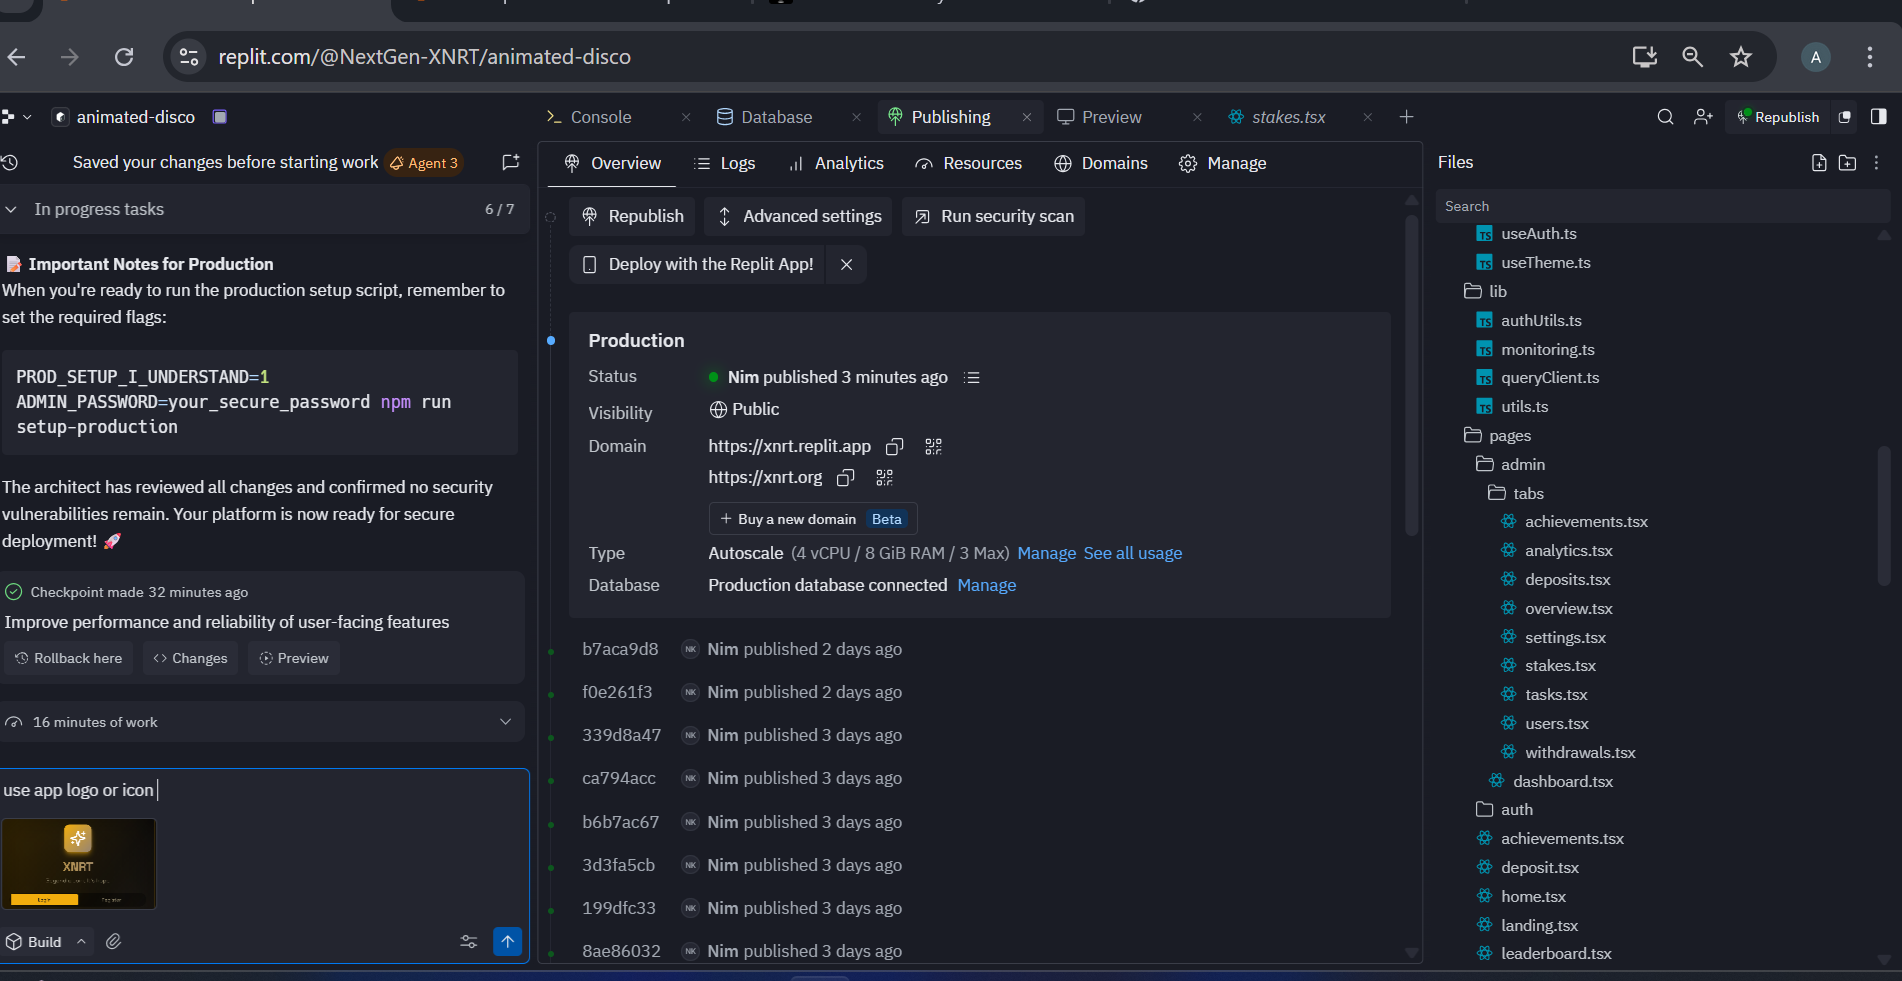 replit.com/@NextGen-XNRT/animated-disco
A
animated-disco
Console
Database
Publishing
Preview
stakes.tsx
Republish
Saved your changes before starting work
Agent 3
In progress tasks
6 / 7
Important Notes for Production
When you're ready to run the production setup script, remember to
set the required flags:
PROD_SETUP_I_UNDERSTAND=1
ADMIN_PASSWORD=your_secure_password npm run
setup-production
The architect has reviewed all changes and confirmed no security
vulnerabilities remain. Your platform is now ready for secure
deployment! 🚀
Checkpoint made 32 minutes ago
Improve performance and reliability of user-facing features
Rollback here
Changes
Preview
16 minutes of work
use app logo or icon
XNRT
Login
Register
Build
Overview
Logs
Analytics
Resources
Domains
Manage
Republish
Advanced settings
Run security scan
Deploy with the Replit App!
Production
Status
Nim published 3 minutes ago
Visibility
Public
Domain
https://xnrt.replit.app
https://xnrt.org
+ Buy a new domain Beta
Type
Autoscale (4 vCPU / 8 GiB RAM / 3 Max) Manage See all usage
Database
Production database connected Manage
b7aca9d8 NK Nim published 2 days ago
f0e261f3 NK Nim published 2 days ago
339d8a47 NK Nim published 3 days ago
ca794acc NK Nim published 3 days ago
b6b7ac67 NK Nim published 3 days ago
3d3fa5cb NK Nim published 3 days ago
199dfc33 NK Nim published 3 days ago
8ae86032 NK Nim published 3 days ago
Files
Search
TS useAuth.ts
TS useTheme.ts
lib
TS authUtils.ts
TS monitoring.ts
TS queryClient.ts
TS utils.ts
pages
admin
tabs
achievements.tsx
analytics.tsx
deposits.tsx
overview.tsx
settings.tsx
stakes.tsx
tasks.tsx
users.tsx
withdrawals.tsx
dashboard.tsx
auth
achievements.tsx
deposit.tsx
home.tsx
landing.tsx
leaderboard.tsx